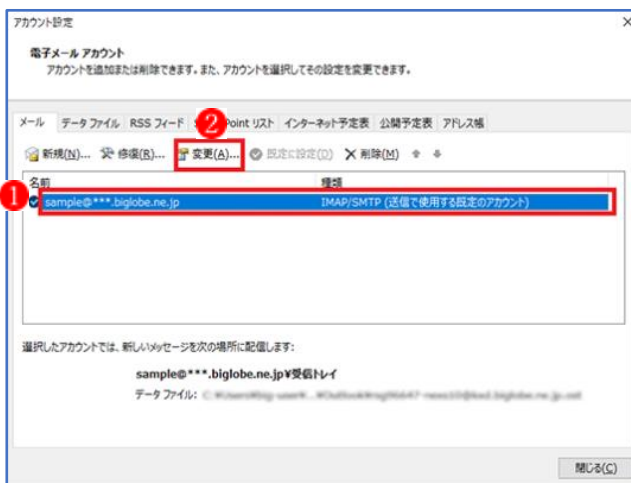 アカウント設定 ×
電子メール アカウント
アカウントを追加または削除できます。また、アカウントを選択してその設定を変更できます。
メール データ ファイル RSS フィード Point リスト インターネット予定表 公開予定表 アドレス帳
2
新規(N)... 修復(R)... 変更(A)... 既定に設定(D) 削除(M)
名前 種類
1 sample@***.biglobe.ne.jp IMAP/SMTP (送信で使用する既定のアカウント)
選択したアカウントでは、新しいメッセージを次の場所に配信します:
sample@***.biglobe.ne.jp¥受信トレイ
データ ファイル:
閉じる(C)